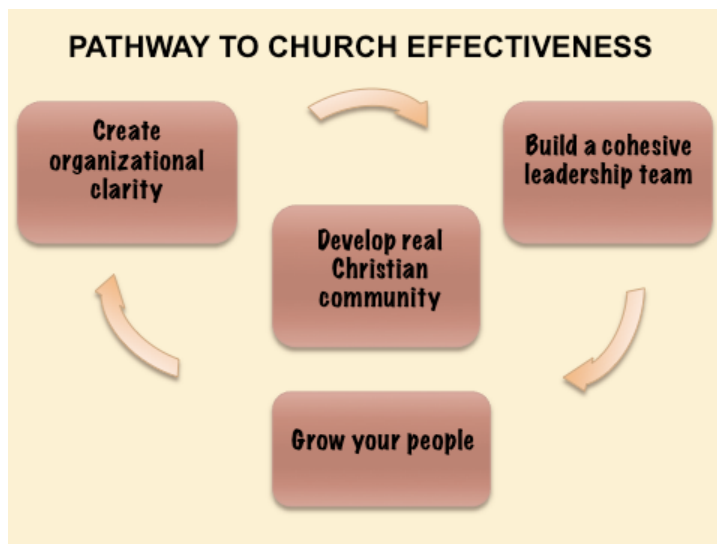 PATHWAY TO CHURCH EFFECTIVENESS
Create
organizational
clarity
Build a cohesive
leadership team
Develop real
Christian
community
Grow your people